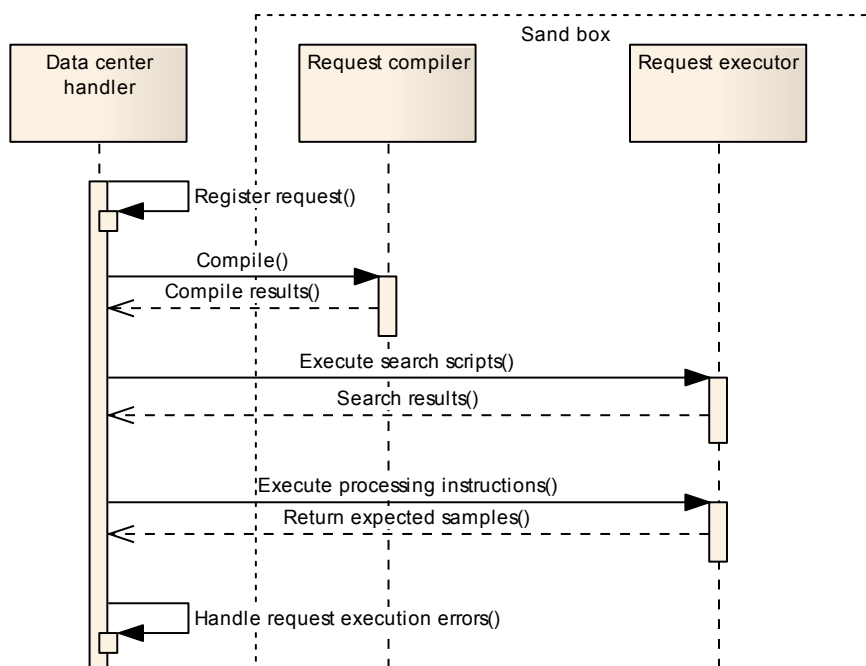 Sand box
Data center
handler
Request compiler
Request executor
Register request()
Compile()
Compile results()
Execute search scripts()
Search results()
Execute processing instructions()
Return expected samples()
Handle request execution errors()